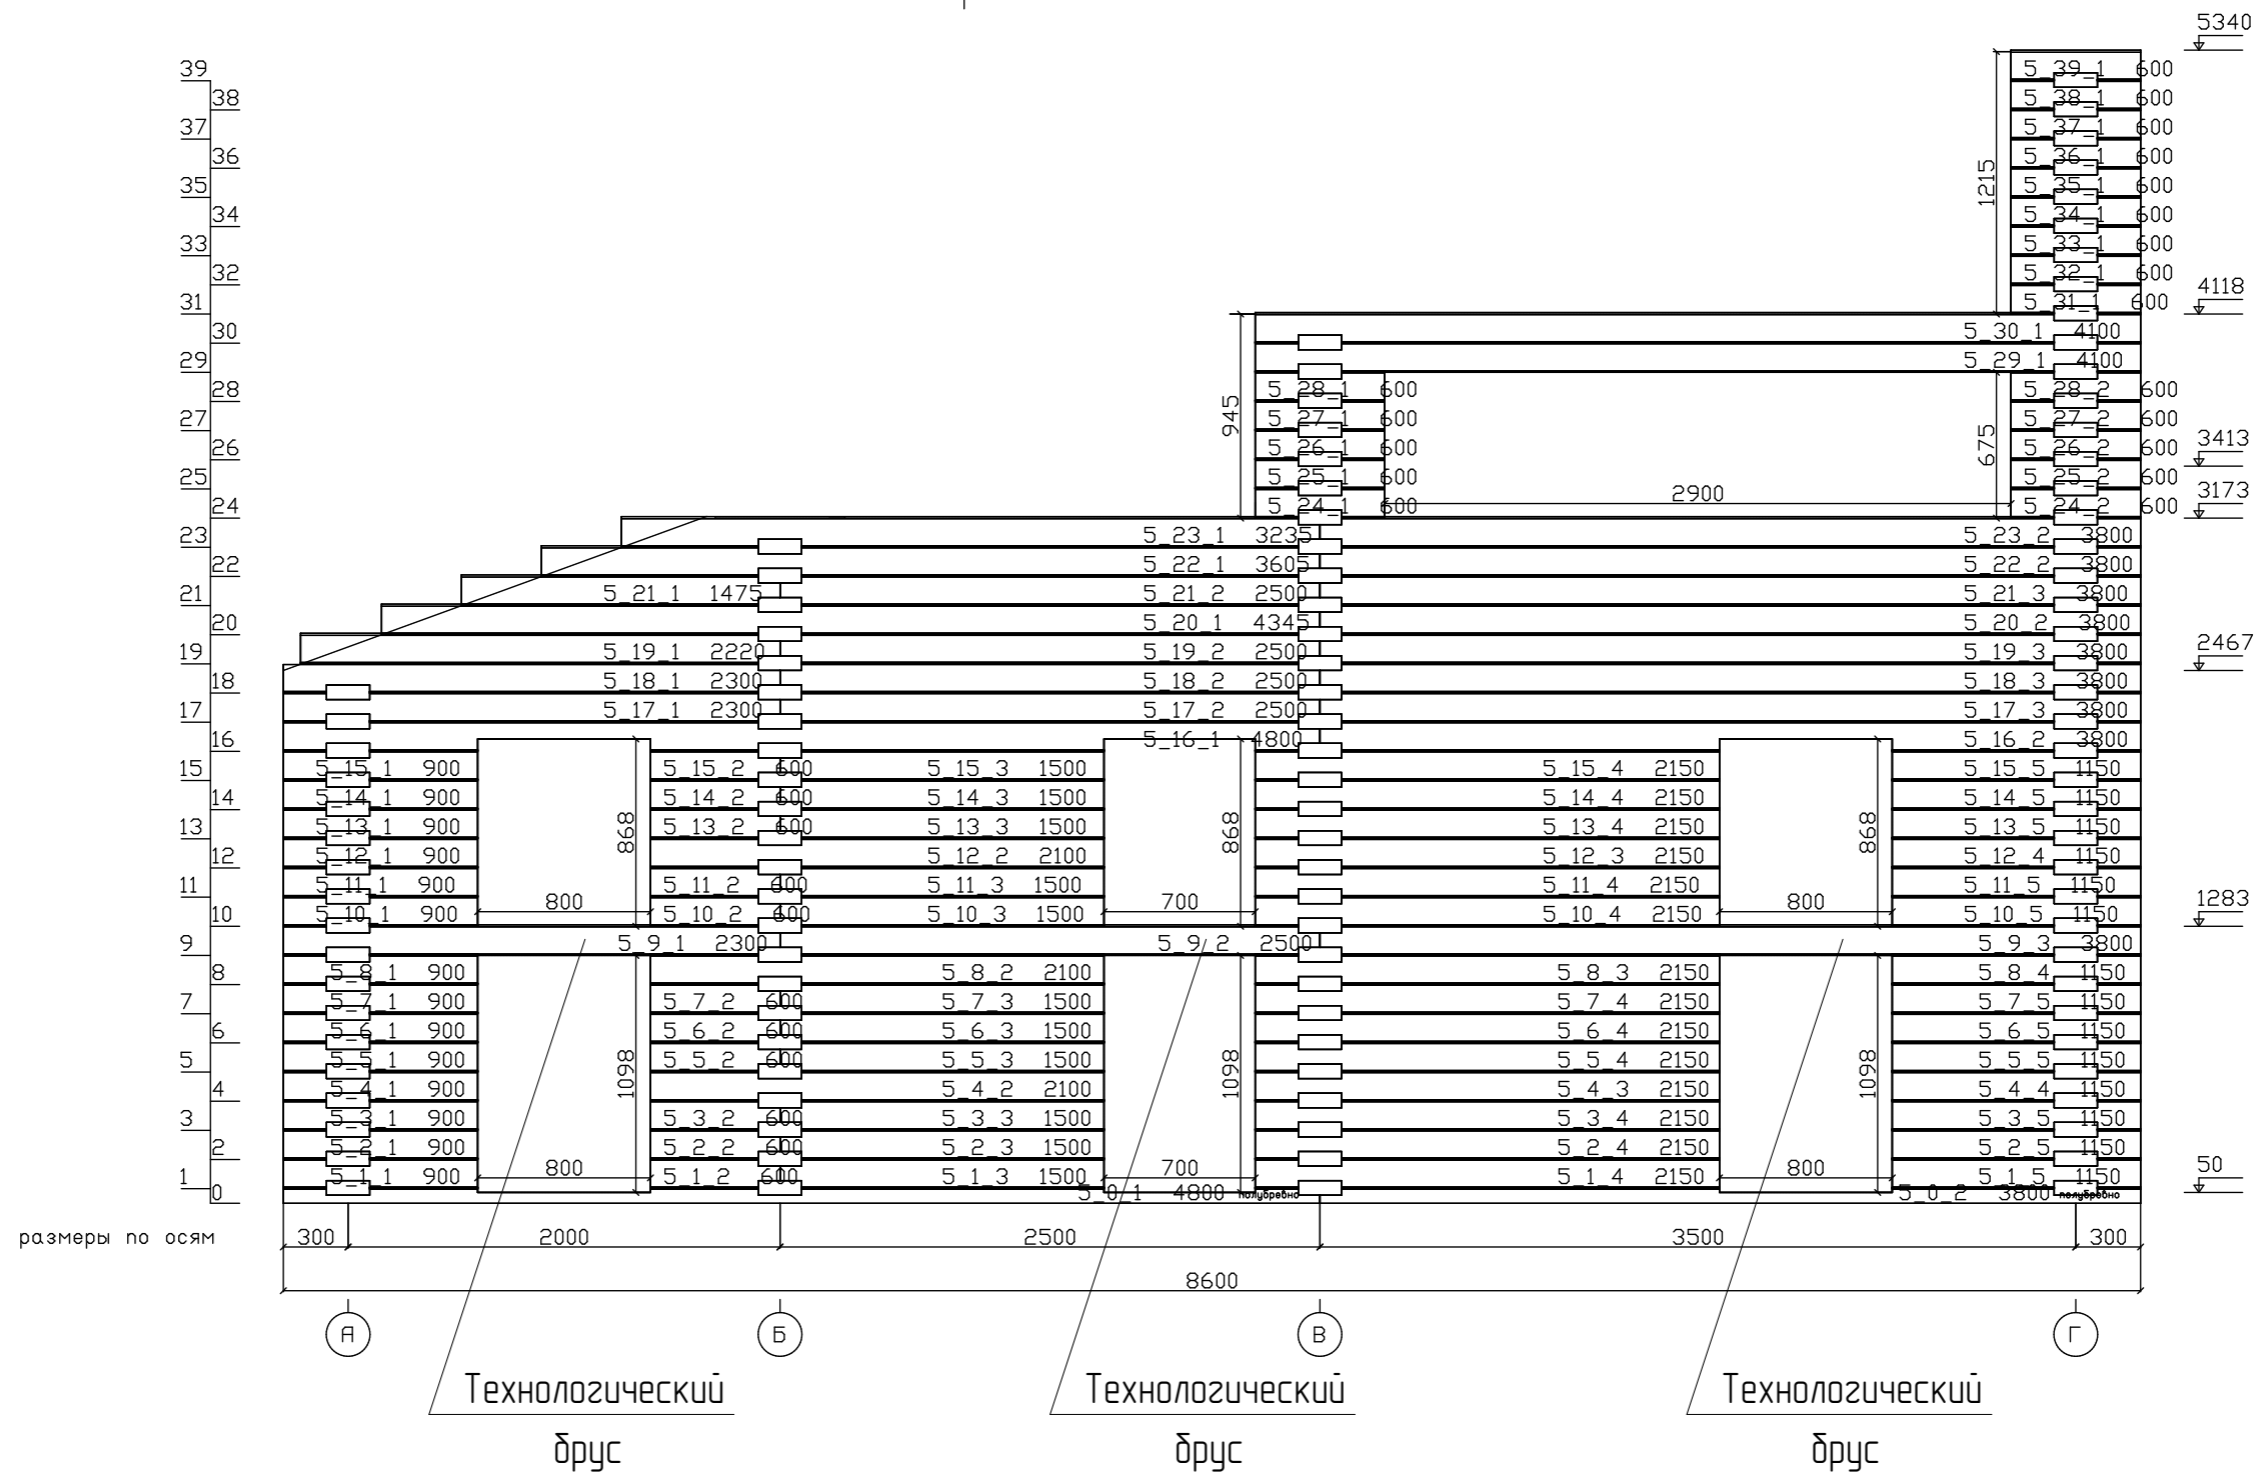 5340
39 5_39_1 600
38 5_38_1 600
37 5_37_1 600
36 5_36_1 600
35 5_35_1 600
1215
34 5_34_1 600
33 5_33_1 600
32 5_32_1 600
4118
31 5_31_1 600
30 5_30_1 4100
29 5_29_1 4100
28 5_28_1 600 5_28_2 600
945
27 5_27_1 600 5_27_2 600
3413
675
26 5_26_1 600 5_26_2 600
25 5_25_1 600 5_25_2 600
2900 3173
24 5_24_1 600 5_24_2 600
23 5_23_1 3235 5_23_2 3800
22 5_22_1 3605 5_22_2 3800
21 5_21_1 1475 5_21_2 2500 5_21_3 3800
20 5_20_1 4345 5_20_2 3800
2467
19 5_19_1 2220 5_19_2 2500 5_19_3 3800
18 5_18_1 2300 5_18_2 2500 5_18_3 3800
17 5_17_1 2300 5_17_2 2500 5_17_3 3800
16 5_16_1 4800 5_16_2 3800
15 5_15_1 900 5_15_2 600 5_15_3 1500 5_15_4 2150 5_15_5 1150
14 5_14_1 900 5_14_2 600 5_14_3 1500 5_14_4 2150 5_14_5 1150
13 5_13_1 900 5_13_2 600 5_13_3 1500 5_13_4 2150 5_13_5 1150
868 868 868
12 5_12_1 900 5_12_2 2100 5_12_3 2150 5_12_4 1150
11 5_11_1 900 5_11_2 600 5_11_3 1500 5_11_4 2150 5_11_5 1150
800 700 800 1283
10 5_10_1 900 5_10_2 600 5_10_3 1500 5_10_4 2150 5_10_5 1150
9 5_9_1 2300 5_9_2 2500 5_9_3 3800
8 5_8_1 900 5_8_2 2100 5_8_3 2150 5_8_4 1150
7 5_7_1 900 5_7_2 600 5_7_3 1500 5_7_4 2150 5_7_5 1150
6 5_6_1 900 5_6_2 600 5_6_3 1500 5_6_4 2150 5_6_5 1150
5 5_5_1 900 5_5_2 600 5_5_3 1500 5_5_4 2150 5_5_5 1150
1098 1098 1098
4 5_4_1 900 5_4_2 2100 5_4_3 2150 5_4_4 1150
3 5_3_1 900 5_3_2 600 5_3_3 1500 5_3_4 2150 5_3_5 1150
2 5_2_1 900 5_2_2 600 5_2_3 1500 5_2_4 2150 5_2_5 1150
800 700 800 50
1 5_1_1 900 5_1_2 600 5_1_3 1500 5_1_4 2150 5_1_5 1150
0 5_0_1 4800 полубревно 5_0_2 3800 полубревно
размеры по осям 300 2000 2500 3500 300
8600
А Б В Г
Технологический Технологический Технологический
брус брус брус